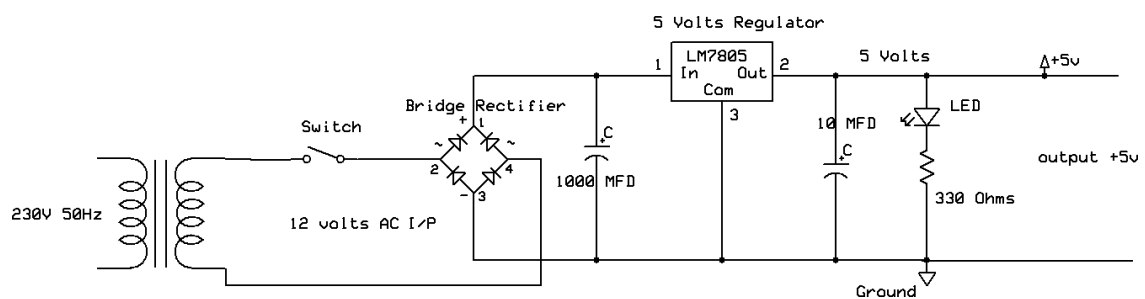 5 Volts Regulator
LM7805
1 In Out 2
Com
3
5 Volts
+5v
Bridge Rectifier
+ 1
~ ~
2 4
- 3
Switch
+C
1000 MFD
10 MFD
+C
LED
330 Ohms
output +5v
230V 50Hz
12 volts AC I/P
Ground